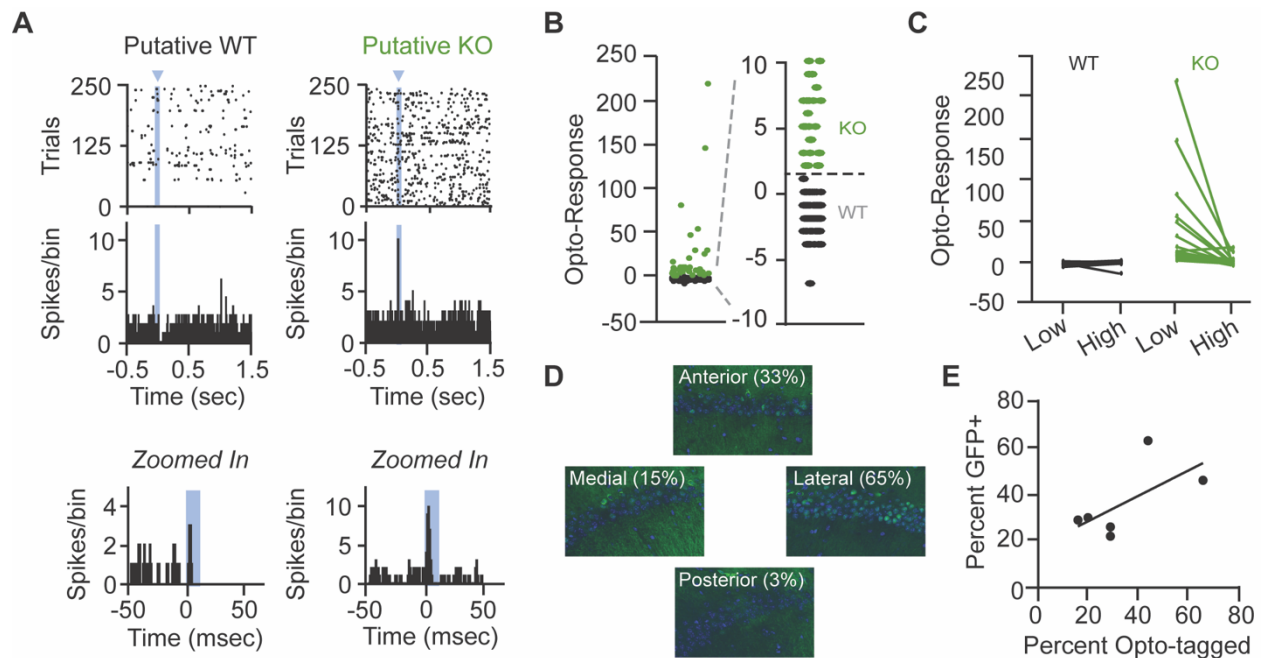 A
Putative WT
Putative KO
250
125
0
Trials
250
125
0
Trials
10
5
0
Spikes/bin
-0.5 0.5 1.5
Time (sec)
10
5
0
Spikes/bin
-0.5 0.5 1.5
Time (sec)
Zoomed In
4
2
0
Spikes/bin
-50 0 50
Time (msec)
Zoomed In
10
5
0
Spikes/bin
-50 0 50
Time (msec)
B
Opto-Response
250
200
150
100
50
0
-50
10
5
0
-5
-10
KO
WT
C
WT
KO
Opto-Response
250
200
150
100
50
0
-50
Low High Low High
D
Anterior (33%)
Medial (15%)
Lateral (65%)
Posterior (3%)
E
Percent GFP+
80
60
40
20
0
0 20 40 60 80
Percent Opto-tagged